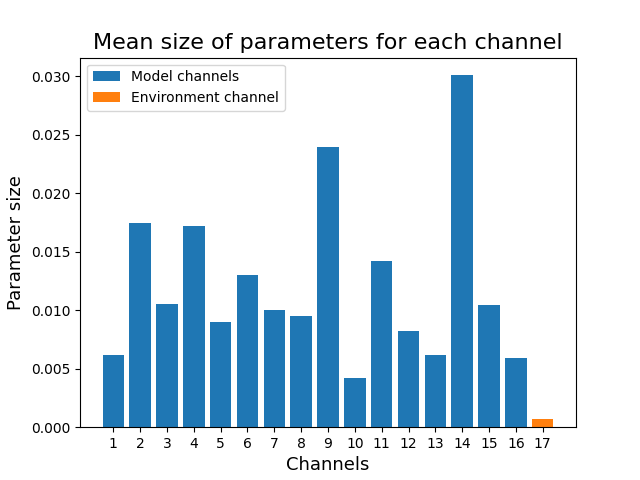 Mean size of parameters for each channel
Model channels
Environment channel
0.030
0.025
0.020
0.015
0.010
0.005
0.000
Parameter size
1 2 3 4 5 6 7 8 9 10 11 12 13 14 15 16 17
Channels